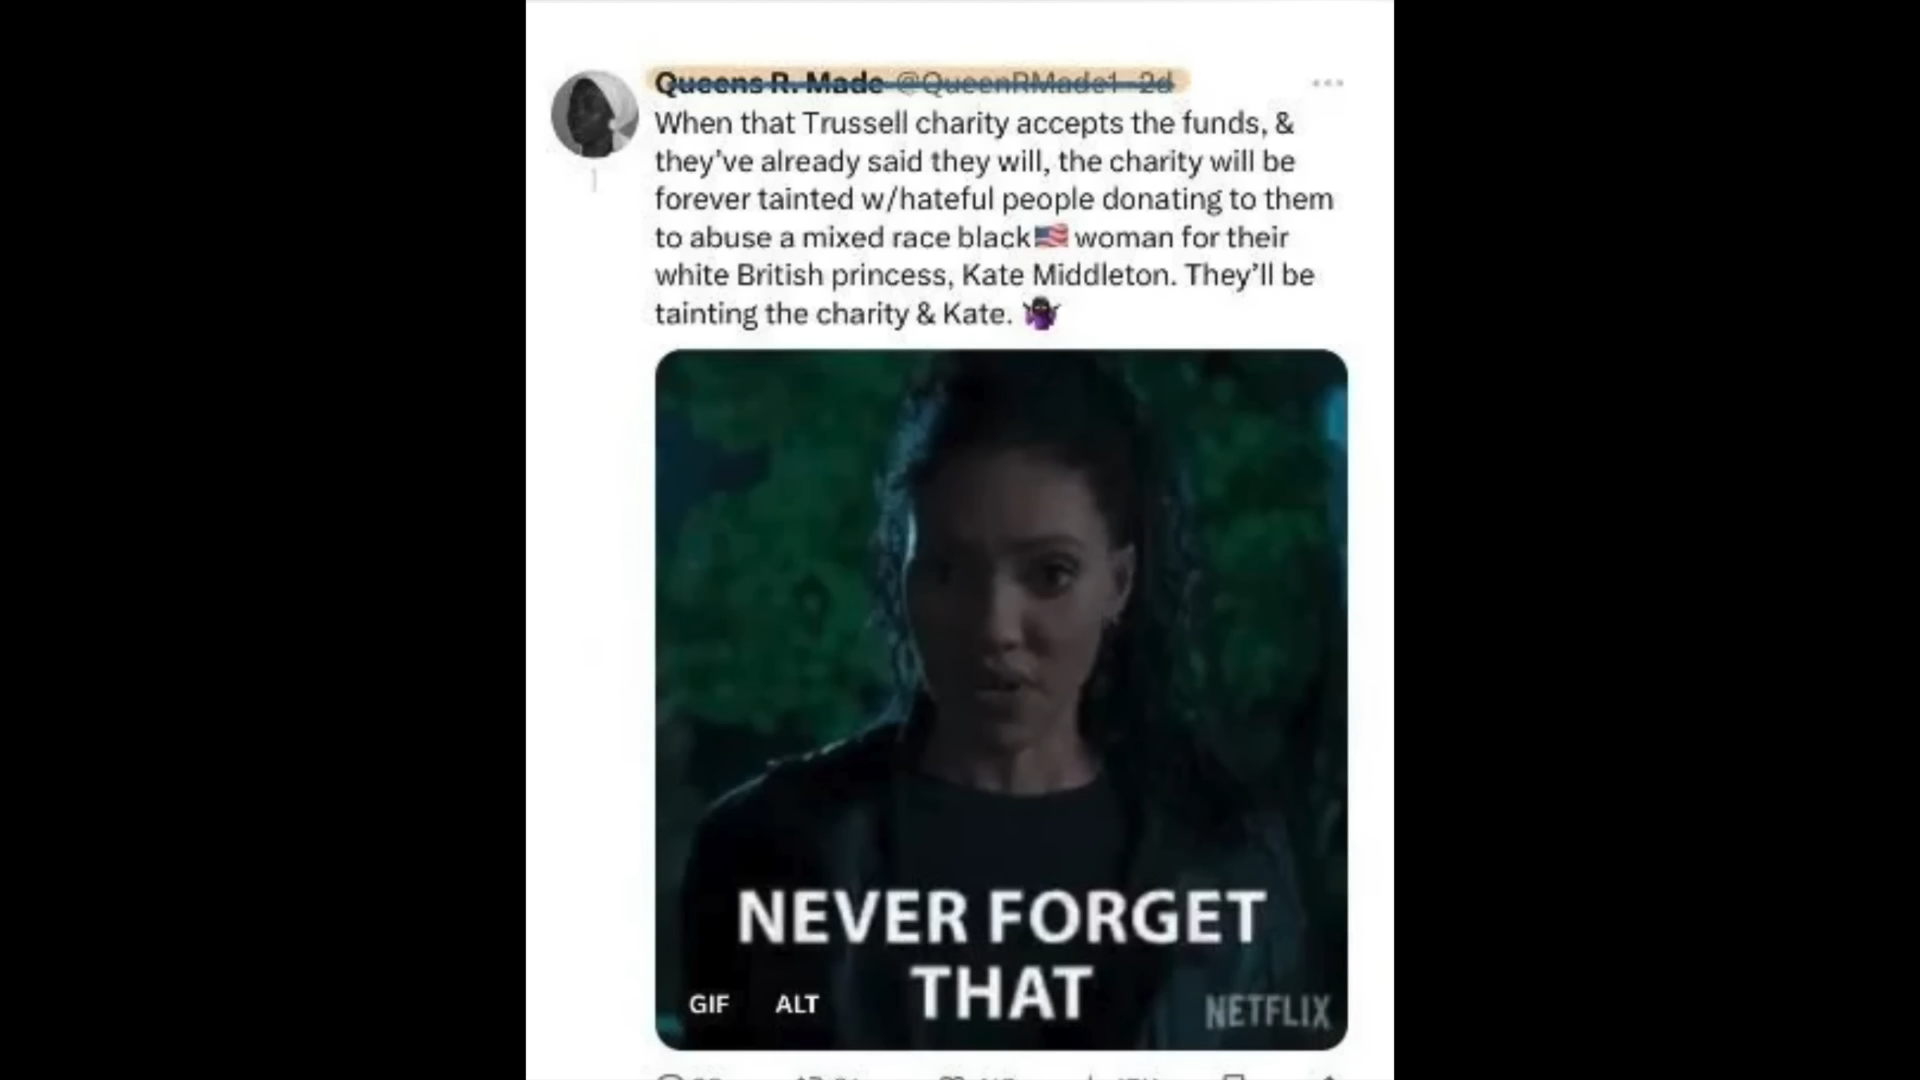 Queens R. Made @QueenRMade1 2d
When that Trussell charity accepts the funds, &
they've already said they will, the charity will be
forever tainted w/hateful people donating to them
to abuse a mixed race black🇺🇸 woman for their
white British princess, Kate Middleton. They'll be
tainting the charity & Kate. 🤷🏿‍♀️
NEVER FORGET
THAT
GIF ALT
NETFLIX